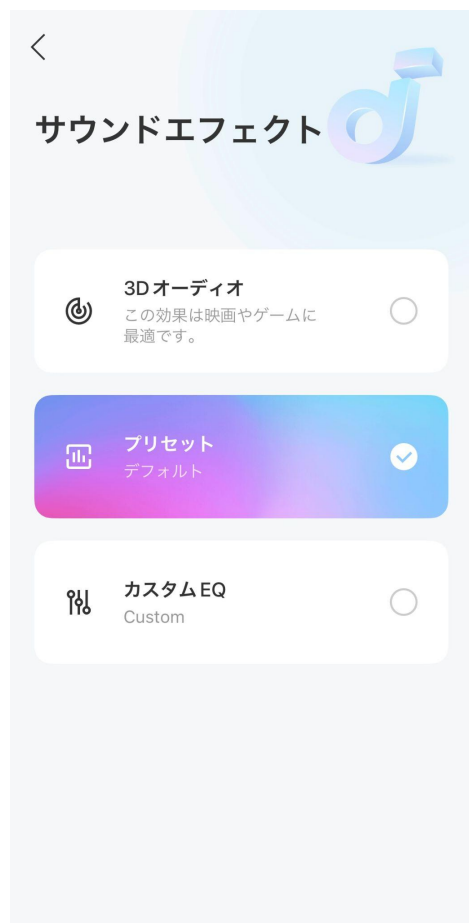 サウンドエフェクト
3Dオーディオ
この効果は映画やゲームに
最適です。
プリセット
デフォルト
カスタムEQ
Custom